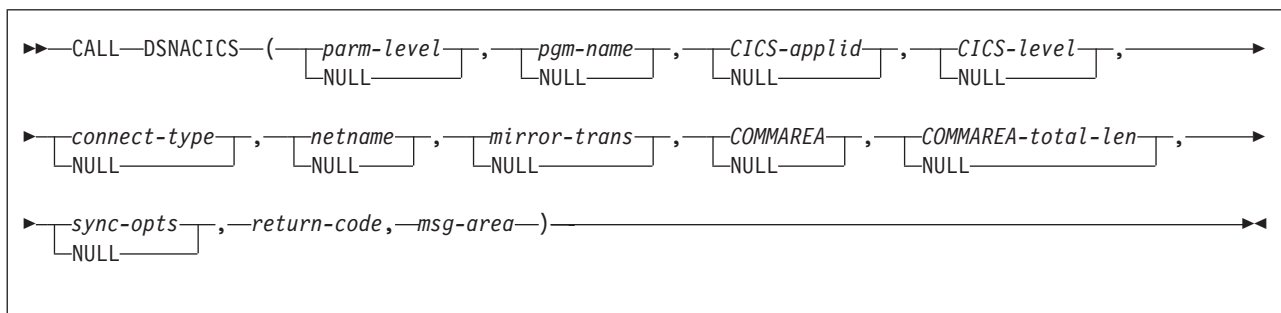 CALL DSNACICS ( parm-level , pgm-name , CICS-applid , CICS-level ,
NULL NULL NULL NULL
connect-type , netname , mirror-trans , COMMAREA , COMMAREA-total-len ,
NULL NULL NULL NULL NULL
sync-opts , return-code, msg-area )
NULL